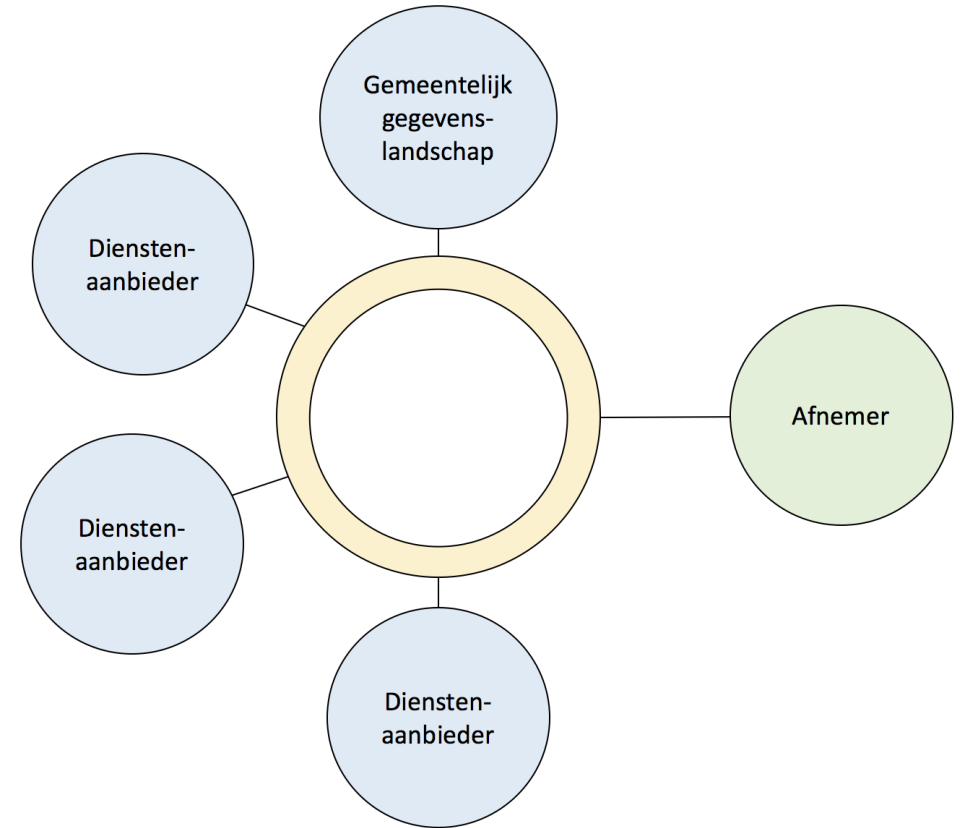 Gemeentelijk
gegevens-
landschap
Diensten-
aanbieder
Afnemer
Diensten-
aanbieder
Diensten-
aanbieder